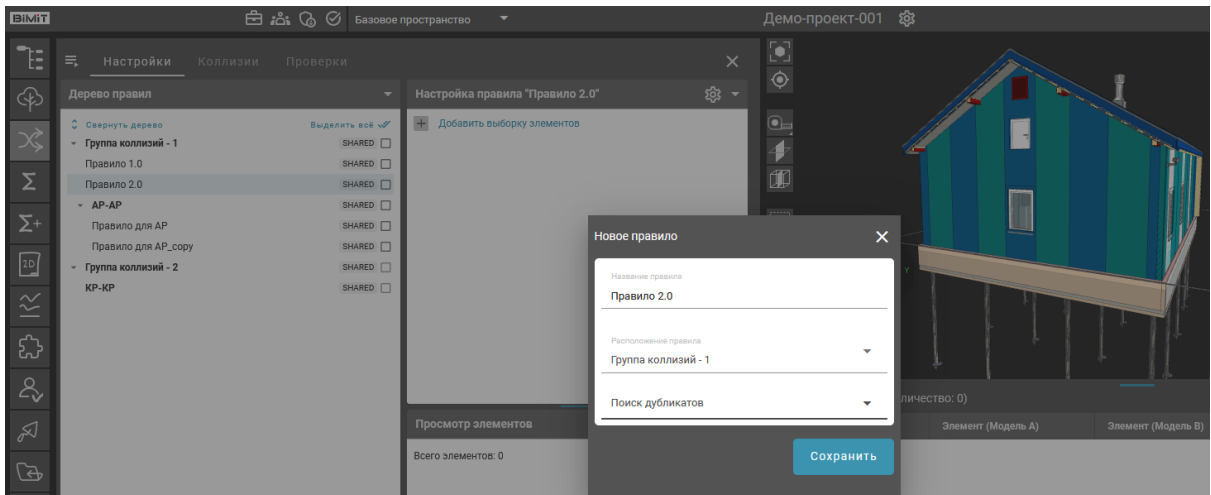 BIMIT
Базовое пространство
Демо-проект-001
Настройки Коллизии Проверки
Дерево правил
Настройка правила "Правило 2.0"
Свернуть дерево Выделить всё
Добавить выборку элементов
Группа коллизий - 1 SHARED
Правило 1.0 SHARED
Правило 2.0 SHARED
АР-АР SHARED
Правило для АР SHARED
Правило для АР_copy SHARED
Группа коллизий - 2 SHARED
КР-КР SHARED
2D
Y
Новое правило
Название правила
Правило 2.0
Расположение правила
Группа коллизий - 1
Поиск дубликатов
Сохранить
Просмотр элементов
Всего элементов: 0
личество: 0)
Элемент (Модель A) Элемент (Модель B)